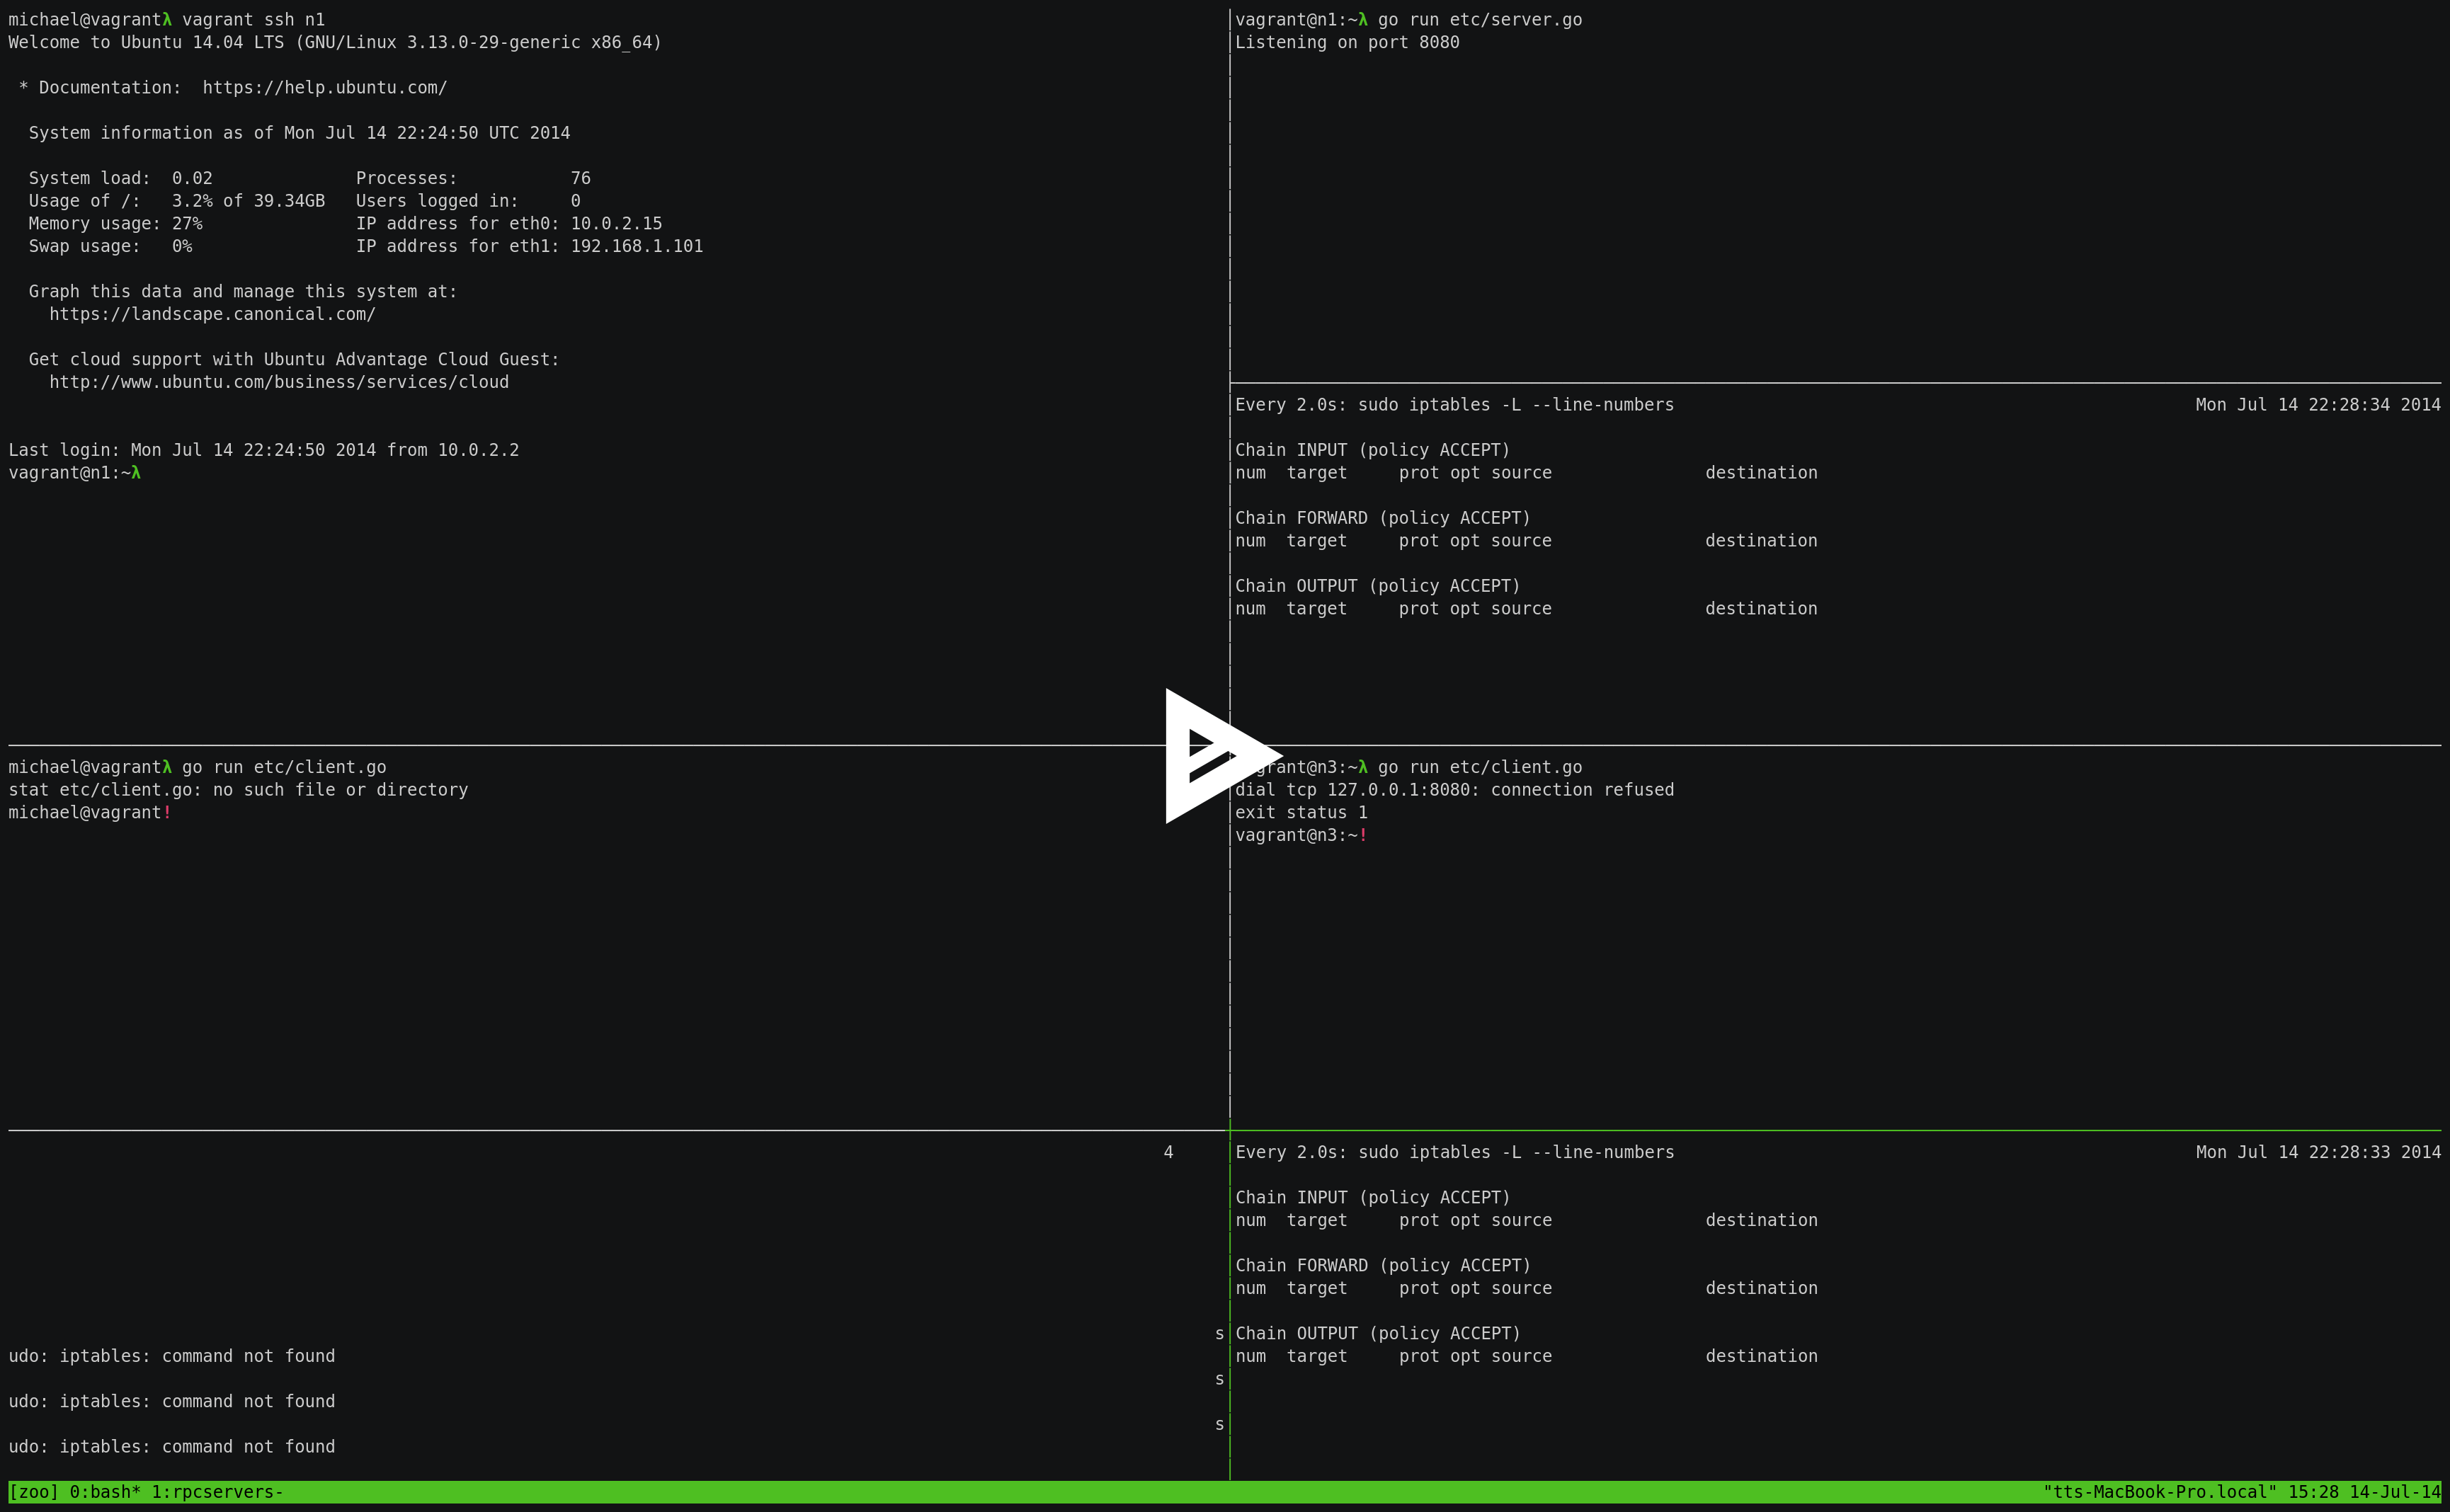 michael@vagrantλ vagrant ssh n1
Welcome to Ubuntu 14.04 LTS (GNU/Linux 3.13.0-29-generic x86_64)
* Documentation:  https://help.ubuntu.com/
System information as of Mon Jul 14 22:24:50 UTC 2014
System load:  0.02              Processes:           76
Usage of /:   3.2% of 39.34GB   Users logged in:     0
Memory usage: 27%               IP address for eth0: 10.0.2.15
Swap usage:   0%                IP address for eth1: 192.168.1.101
Graph this data and manage this system at:
https://landscape.canonical.com/
Get cloud support with Ubuntu Advantage Cloud Guest:
http://www.ubuntu.com/business/services/cloud
Last login: Mon Jul 14 22:24:50 2014 from 10.0.2.2
vagrant@n1:~λ
vagrant@n1:~λ go run etc/server.go
Listening on port 8080
Every 2.0s: sudo iptables -L --line-numbers Mon Jul 14 22:28:34 2014
Chain INPUT (policy ACCEPT)
num  target     prot opt source               destination
Chain FORWARD (policy ACCEPT)
num  target     prot opt source               destination
Chain OUTPUT (policy ACCEPT)
num  target     prot opt source               destination
michael@vagrantλ go run etc/client.go
stat etc/client.go: no such file or directory
michael@vagrant!
grant@n3:~λ go run etc/client.go
dial tcp 127.0.0.1:8080: connection refused
exit status 1
vagrant@n3:~!
4
s
udo: iptables: command not found
s
udo: iptables: command not found
s
udo: iptables: command not found
Every 2.0s: sudo iptables -L --line-numbers Mon Jul 14 22:28:33 2014
Chain INPUT (policy ACCEPT)
num  target     prot opt source               destination
Chain FORWARD (policy ACCEPT)
num  target     prot opt source               destination
Chain OUTPUT (policy ACCEPT)
num  target     prot opt source               destination
[zoo] 0:bash* 1:rpcservers- "tts-MacBook-Pro.local" 15:28 14-Jul-14